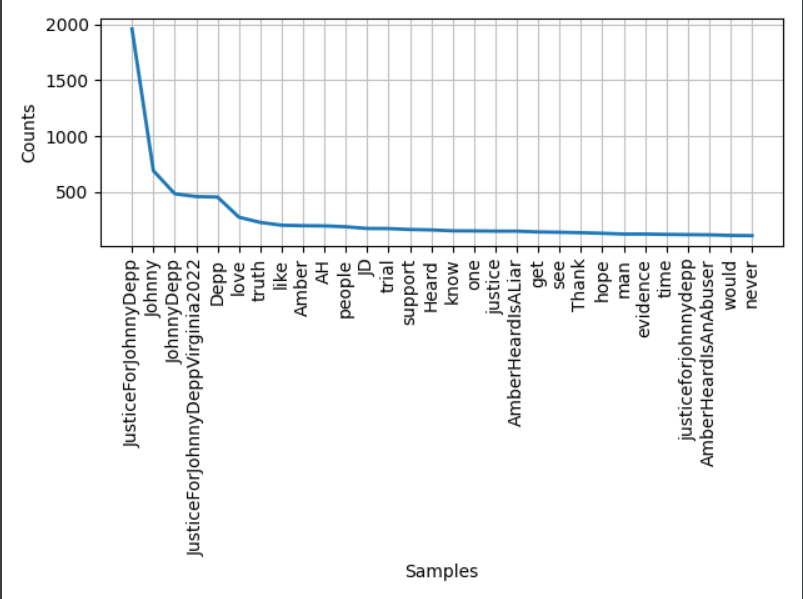 2000
1500
1000
500
Counts
JusticeForJohnnyDepp
Johnny
JohnnyDepp
JusticeForJohnnyDeppVirginia2022
Depp
love
truth
like
Amber
AH
people
JD
trial
support
Heard
know
one
justice
AmberHeardIsALiar
get
see
Thank
hope
man
evidence
time
justiceforjohnnydepp
AmberHeardIsAnAbuser
would
never
Samples